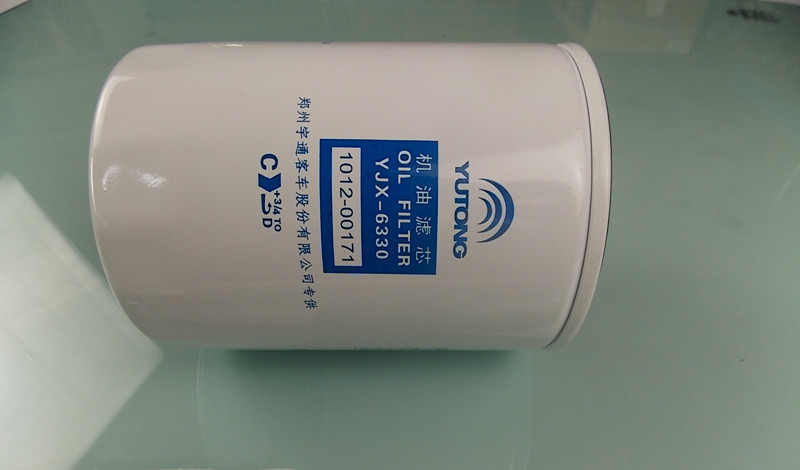 YUTONG
机油滤芯
OIL FILTER
YJX-6330
1012-00171
郑州宇通客车股份有限公司专供
C +3/4 TO D